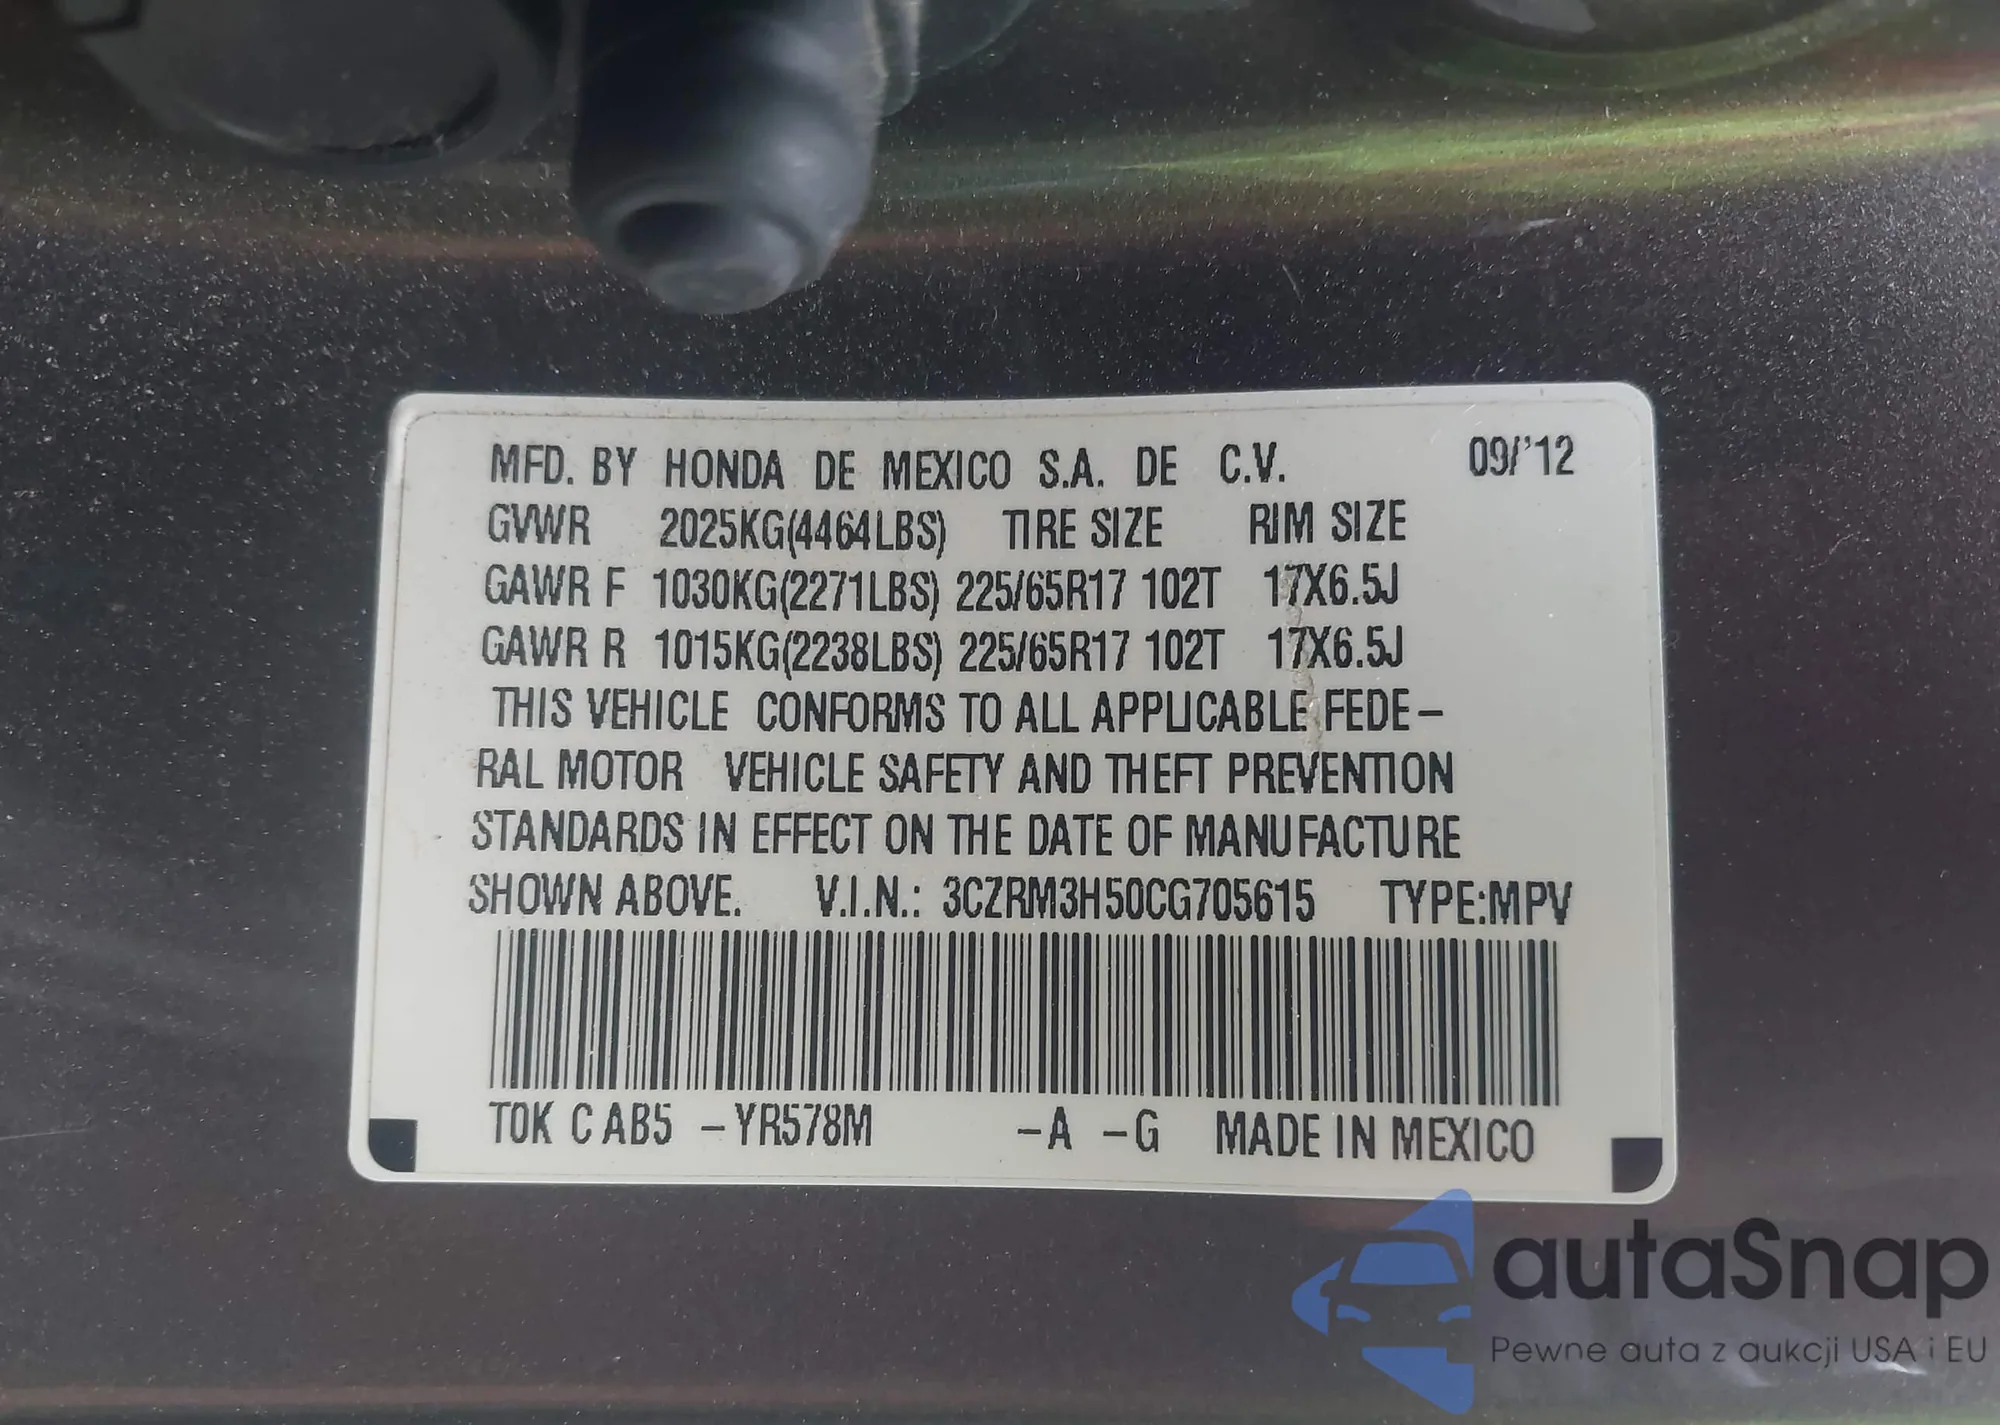 MFD. BY HONDA DE MEXICO S.A. DE C.V. 09/'12
GVWR 2025KG(4464LBS) TIRE SIZE RIM SIZE
GAWR F 1030KG(2271LBS) 225/65R17 102T 17X6.5J
GAWR R 1015KG(2238LBS) 225/65R17 102T 17X6.5J
THIS VEHICLE CONFORMS TO ALL APPLICABLE FEDE-
RAL MOTOR VEHICLE SAFETY AND THEFT PREVENTION
STANDARDS IN EFFECT ON THE DATE OF MANUFACTURE
SHOWN ABOVE. V.I.N.: 3CZRM3H50CG705615 TYPE:MPV
T0K C AB5 -YR578M -A -G MADE IN MEXICO
autaSnap
Pewne auta z aukcji USA i EU